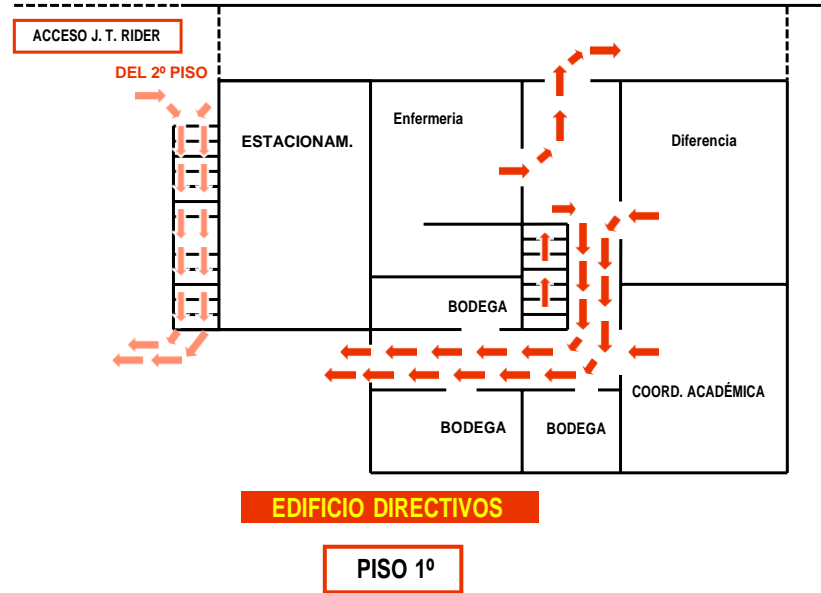 ACCESO J. T. RIDER
DEL 2º PISO
ESTACIONAM.
Enfermeria
Diferencia
BODEGA
COORD. ACADÉMICA
BODEGA
BODEGA
EDIFICIO DIRECTIVOS
PISO 1º